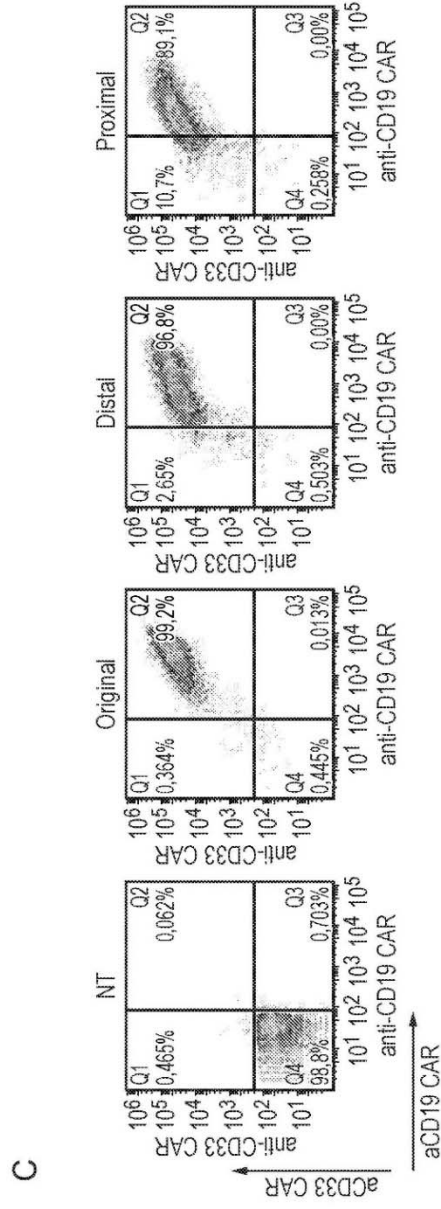 C
NT
Q1
0,465%
Q2
0,062%
Q4
98,8%
Q3
0,703%
10¹ 10² 10³ 10⁴ 10⁵ 10⁶
anti-CD33 CAR
10¹ 10² 10³ 10⁴ 10⁵
anti-CD19 CAR
Original
Q1
0,364%
Q2
99,2%
Q4
0,445%
Q3
0,013%
10¹ 10² 10³ 10⁴ 10⁵ 10⁶
anti-CD33 CAR
10¹ 10² 10³ 10⁴ 10⁵
anti-CD19 CAR
Distal
Q1
2,65%
Q2
96,8%
Q4
0,503%
Q3
0,00%
10¹ 10² 10³ 10⁴ 10⁵ 10⁶
anti-CD33 CAR
10¹ 10² 10³ 10⁴ 10⁵
anti-CD19 CAR
Proximal
Q1
10,7%
Q2
89,1%
Q4
0,258%
Q3
0,00%
10¹ 10² 10³ 10⁴ 10⁵ 10⁶
anti-CD33 CAR
10¹ 10² 10³ 10⁴ 10⁵
anti-CD19 CAR
aCD33 CAR
aCD19 CAR